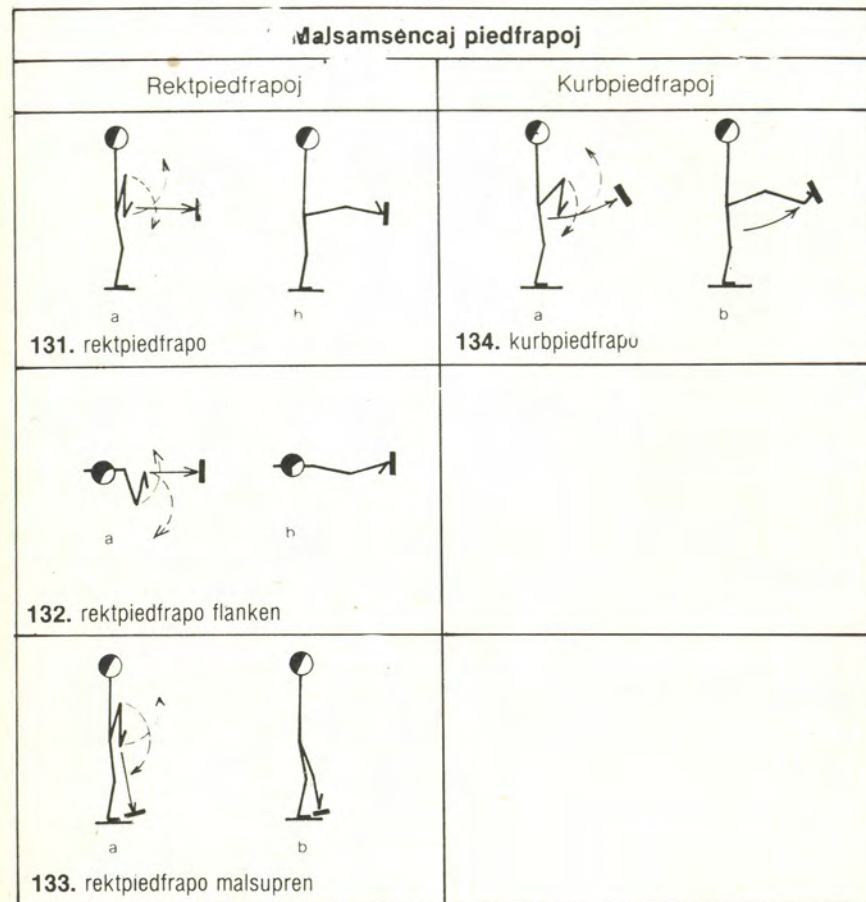 Malsamsencaj piedfrapoj
Rektpiedfrapoj
Kurbpiedfrapoj
a
b
131. rektpiedfrapo
a
b
134. kurbpiedfrapo
a
b
132. rektpiedfrapo flanken
a
b
133. rektpiedfrapo malsupren